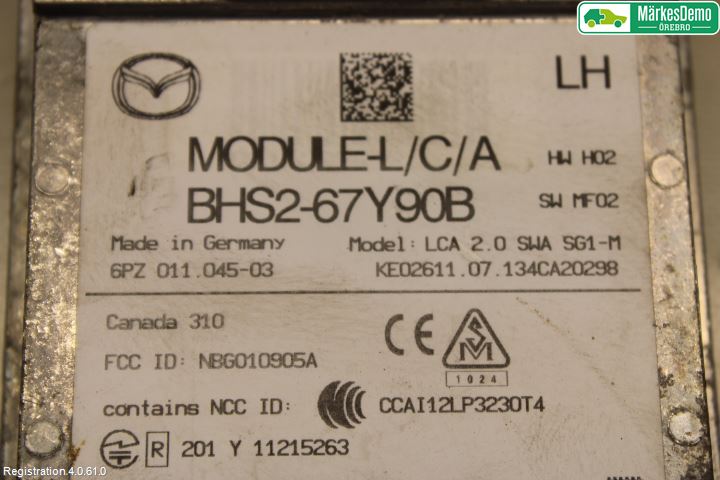 MärkesDemo
ÖREBRO
LH
MODULE-L/C/A HW H02
BHS2-67Y90B SW MF02
Made in Germany Model: LCA 2.0 SWA SG1-M
6PZ 011.045-03 KE02611.07.134CA20298
Canada 310
FCC ID: NBG010905A
CE
S
M
1024
contains NCC ID: CCAI12LP3230T4
R 201 Y 11215263
Registration.4.0.61.0